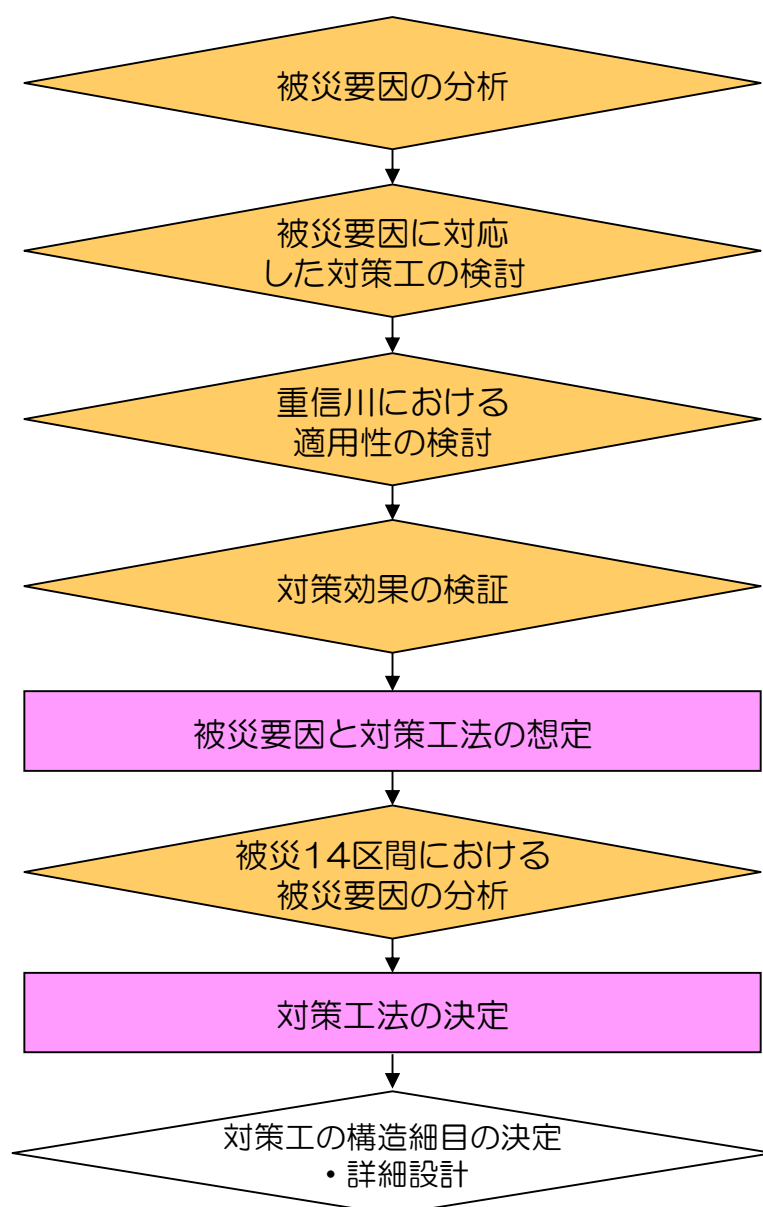 被災要因の分析
被災要因に対応
した対策工の検討
重信川における
適用性の検討
対策効果の検証
被災要因と対策工法の想定
被災14区間における
被災要因の分析
対策工法の決定
対策工の構造細目の決定
・詳細設計